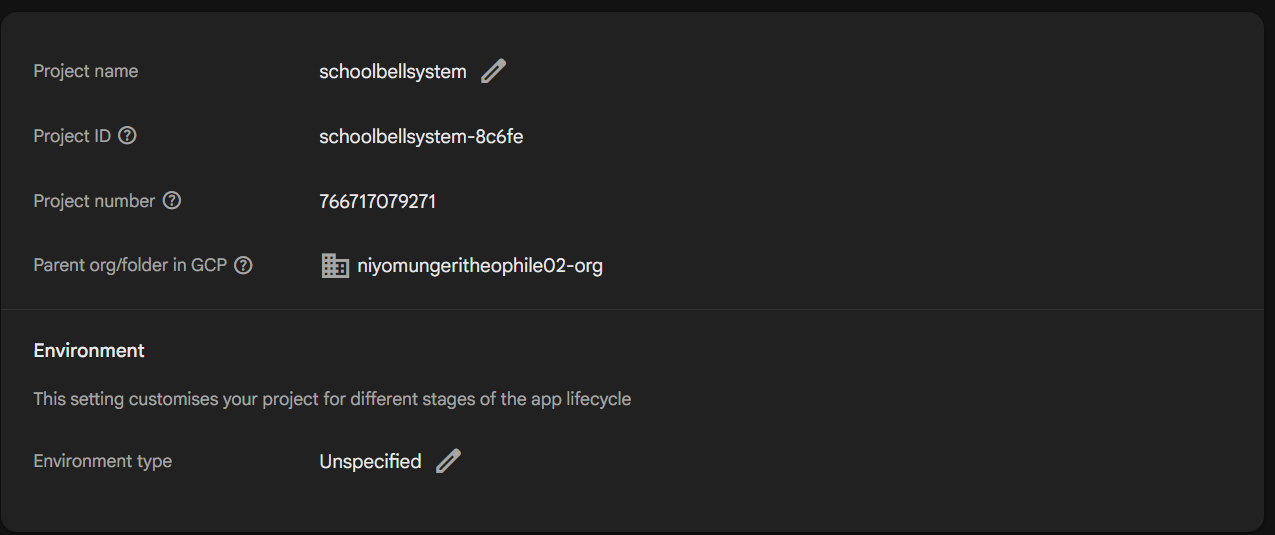 Project name schoolbellsystem
Project ID schoolbellsystem-8c6fe
Project number 766717079271
Parent org/folder in GCP niyomungeritheophile02-org
Environment
This setting customises your project for different stages of the app lifecycle
Environment type Unspecified